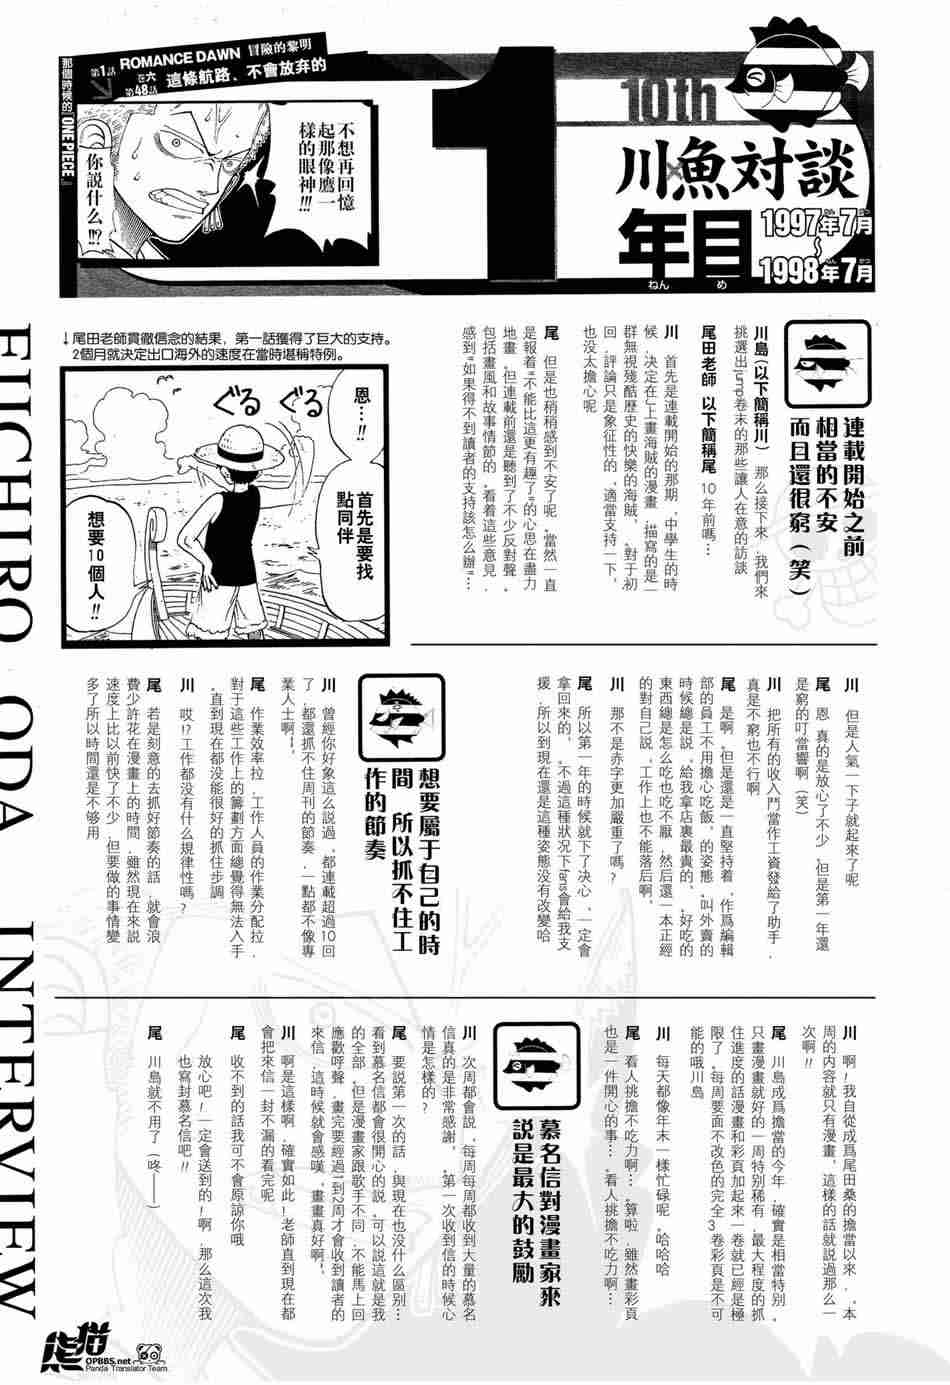 那個時候的『ONE PIECE』
第1話 ROMANCE DAWN 冒險的黎明
卷六
第48話 這條航路、不會放弃的
不想再回憶
起那像鷹一
樣的眼神!!!
你説什么!!?
1
10th
川×魚対談
年目
ねん め
1997年7月
~
1998年7月
↓尾田老師貫徹信念的結果，第一話獲得了巨大的支持。
2個月就決定出口海外的速度在當時堪稱特例。
恩…!!
ぐる ぐる
首先是要找
點同伴
想要10個人!!
連載開始之前
相當的不安
而且還很窮(笑)
川島(以下簡稱川) 那么接下來,我們來
挑選出jump卷末的那些讓人在意的訪談
尾田老師 以下簡稱尾 10年前嗎…
川 首先是連載開始的那期,中學生的時
候,決定在j上畫海賊的漫畫,描寫的是一
群無視殘酷歷史的快樂的海賊,對于初
回,評論只是象征性的,適當支持一下,
也没太擔心呢
尾 但是也稍稍感到不安了呢,當然一直
是報着"不能比這更有趣了"的心思在盡力
地畫,但連載前還是聽到了不少反對聲,
包括畫風和故事情節的,看着這些意見,
感到"如果得不到讀者的支持該怎么辦"…
川 但是人氣一下子就起來了呢
尾 恩,真的是放心了不少,但是第一年還
是窮的叮當響啊(笑)
川 把所有的收入鬥當作工資發給了助手,
真是不窮也不行啊,
尾 是啊,但是還是一直堅持着,作爲編輯
部的員工不用擔心吃飯,的姿態,叫外賣的
時候總是説,給我拿店裏最貴的、好吃的
東西總是怎么吃也吃不厭,然后還一本正經
的對自己説,工作上也不能落后啊,
川 那不是赤字更加嚴重了嗎?
尾 所以第一年的時候就下了決心,一定會
拿回來的,不過這種狀况下fans會給我支
援,所以到現在還是這種姿態没有改變哈
想要屬于自己的時
間 所以抓不住工
作的節奏
川 曾經你好象這么説過,都連載超過10回
了,都還抓不住周刊的節奏,一點都不像專
業人士啊",
尾 作業效率拉,工作人員的作業分配拉,
對于這些工作上的籌劃方面總覺得無法入手
,直到現在都没能很好的抓住步調,
川 哎!?工作都没有什么規律性嗎?
尾 若是刻意的去抓好節奏的話,就會浪
費少許花在漫畫上的時間,雖然現在來説
速度上比以前快了不少,但要做的事情變
多了所以時間還是不够用
川 啊!我自從成爲尾田桑的擔當以來,本
周的内容就只有漫畫,這樣的話就説過那么一
次啊!!
尾 川島成爲擔當的今年,確實是相當特别,
只畫漫畫就好的一周特别稀有,最大程度的抓
住進度的話漫畫和彩頁加起來一卷就已經是極
限了,每周要面不改色的完全3卷彩頁是不可
能的哦川島
川 每天都像年末一樣忙碌呢,哈哈哈
尾 看人挑擔不吃力啊…,算啦,雖然畫彩頁
也是一件開心的事…,看人挑擔不吃力啊…
慕名信對漫畫家來
説是最大的鼓勵
川 次周都會説,每周每周都收到大量的慕名
信真的是非常感謝,第一次收到信的時候心
情是怎樣的?
尾 要説第一次的話,與現在也没什么區别…
看到慕名信都會很開心的説,可以説這就是我
的全部,但是漫畫家跟歌手不同,不能馬上回
應歡呼聲,畫完要經過1到2周才會收到讀者的
來信,這時候就會感嘆,畫畫真好啊",
川 啊是這樣啊,確實如此!老師直到現在都
會把來信一封不漏的看完呢
尾 收不到的話我可不會原諒你哦
放心吧!一定會送到的!啊,那么這次我
也寫封慕名信吧!!
尾 川島就不用了(咚——)
EIICHIRO ODA INTERVIEW
熊猫
OPBBS.net
Panda Translator Team